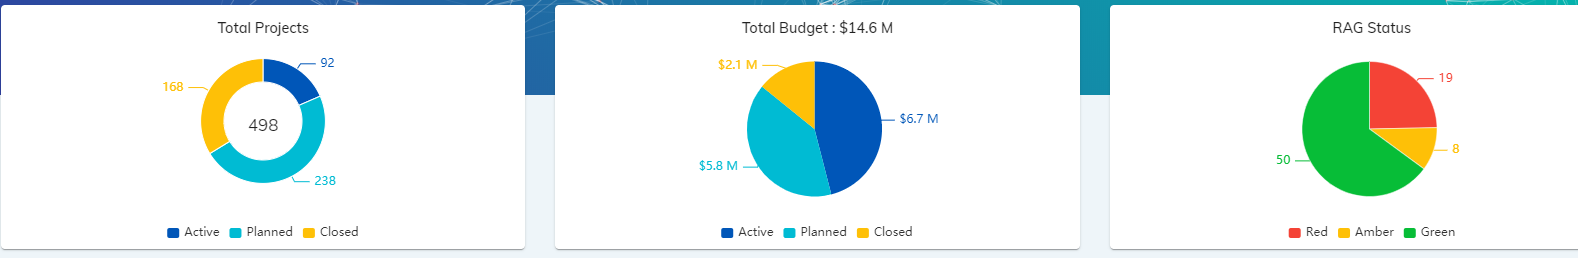 Total Projects
92
168
498
238
Active Planned Closed
Total Budget : $14.6 M
$2.1 M
$6.7 M
$5.8 M
Active Planned Closed
RAG Status
19
8
50
Red Amber Green